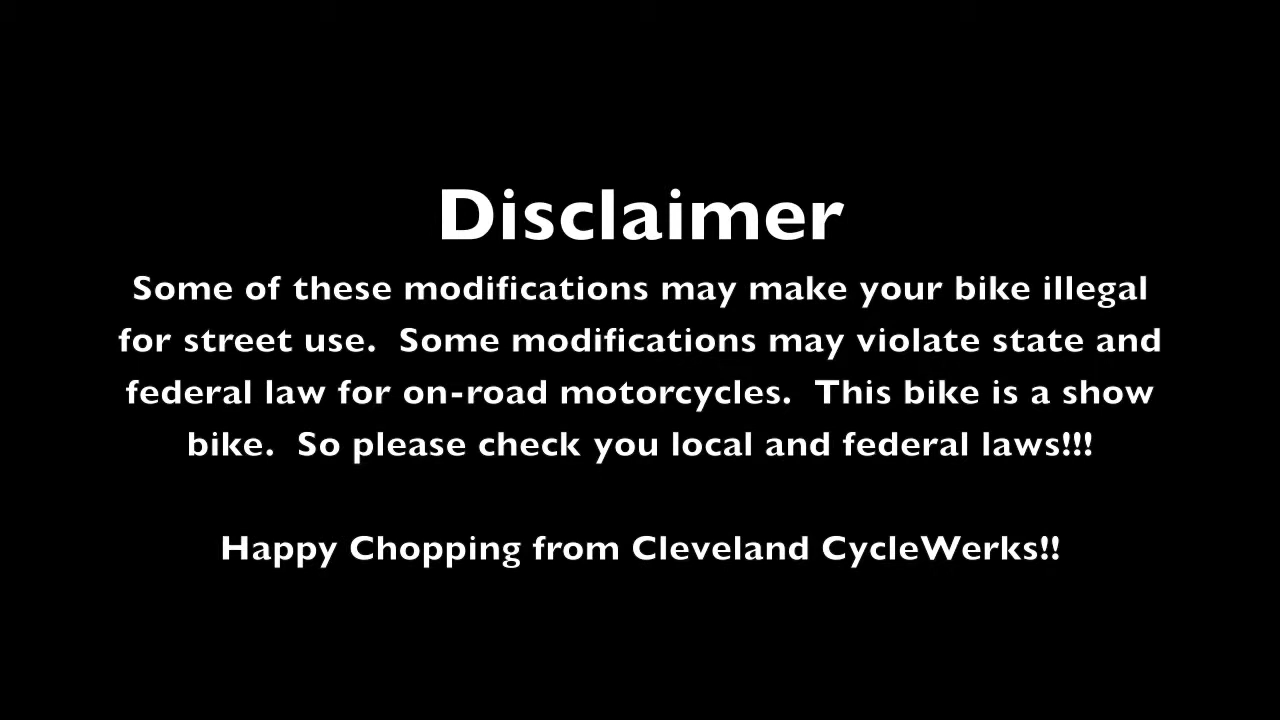 Disclaimer
Some of these modifications may make your bike illegal
for street use.  Some modifications may violate state and
federal law for on-road motorcycles.  This bike is a show
bike.  So please check you local and federal laws!!!
Happy Chopping from Cleveland CycleWerks!!